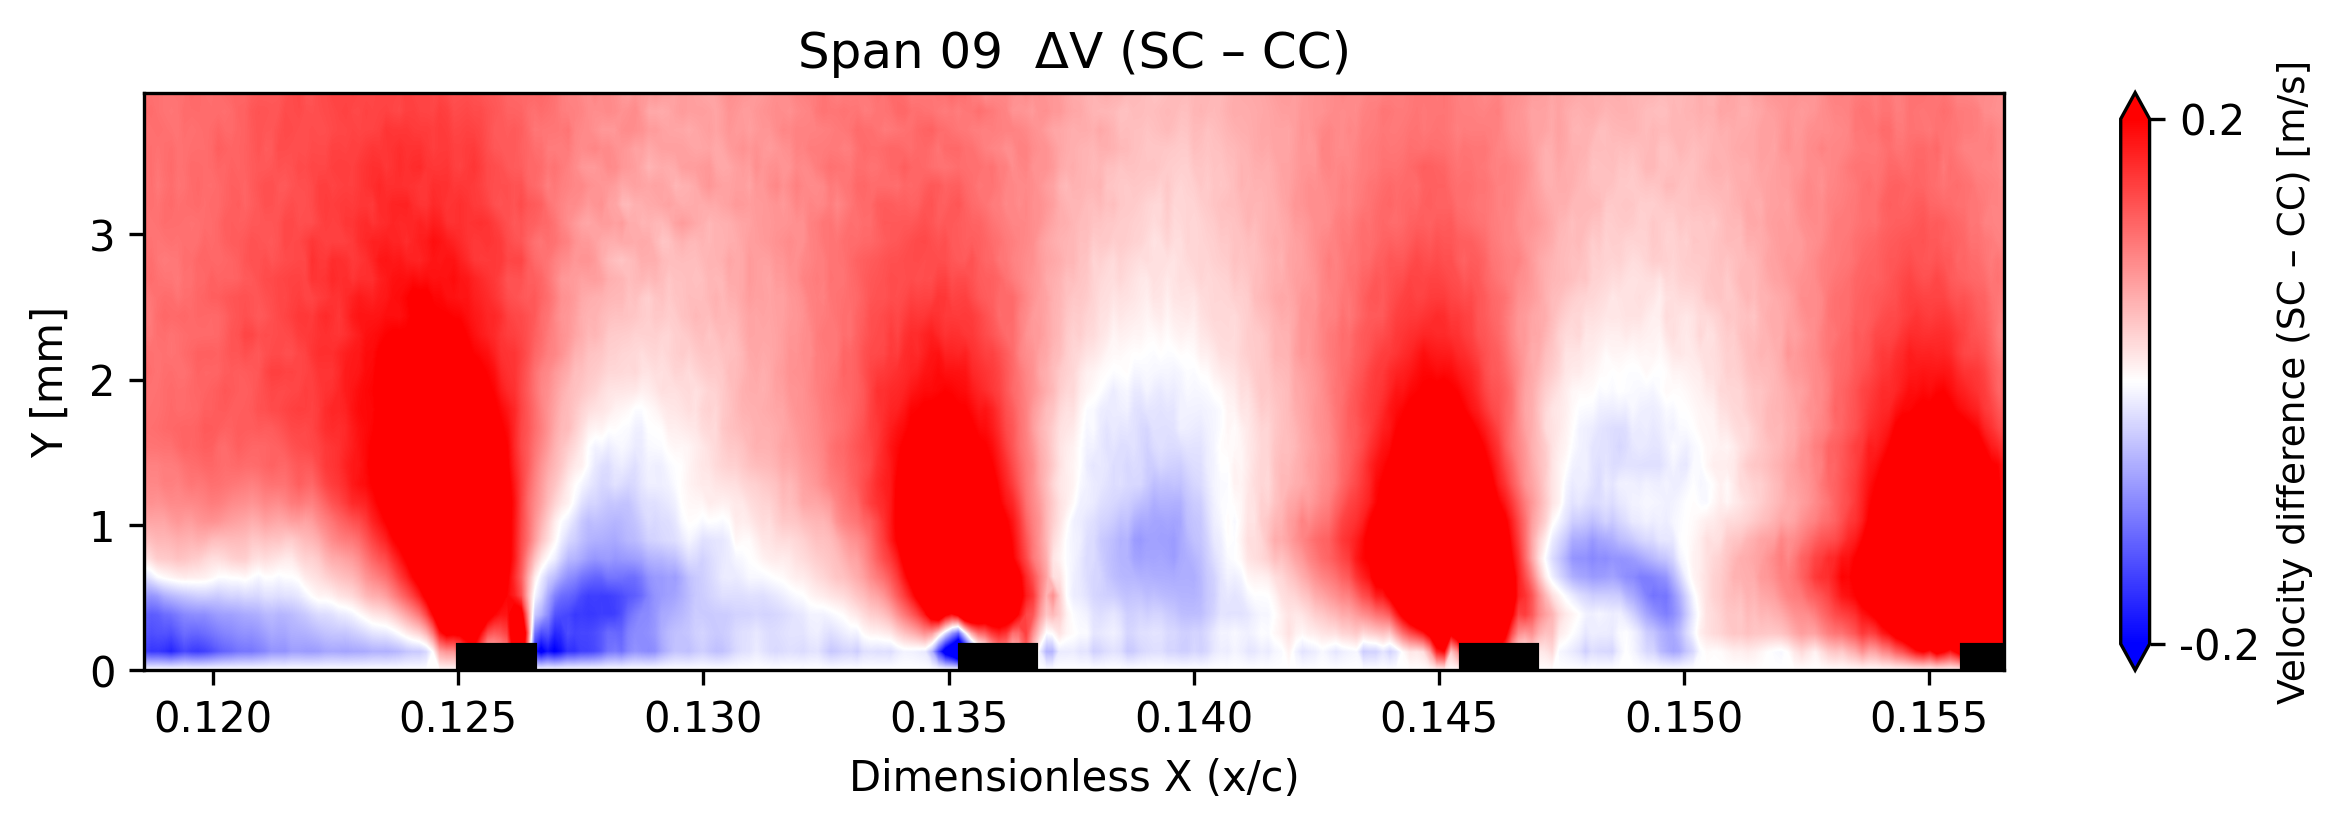 Span 09  ΔV (SC – CC)
3
2
1
0
Y [mm]
0.120 0.125 0.130 0.135 0.140 0.145 0.150 0.155
Dimensionless X (x/c)
0.2
-0.2
Velocity difference (SC – CC) [m/s]